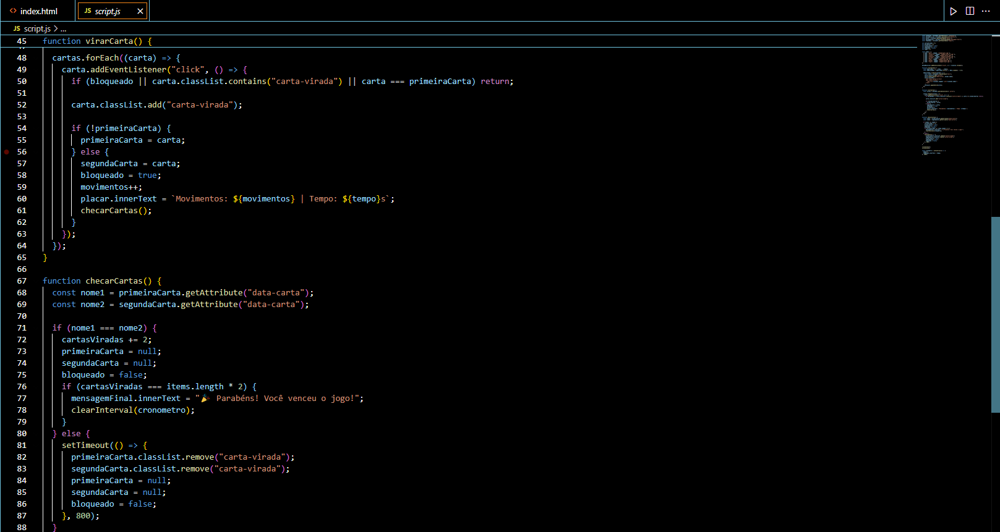 index.html
JS script.js
JS script.js > ...
45 function virarCarta() {
48 cartas.forEach((carta) => {
49 carta.addEventListener("click", () => {
50 if (bloqueado || carta.classList.contains("carta-virada") || carta === primeiraCarta) return;
51
52 carta.classList.add("carta-virada");
53
54 if (!primeiraCarta) {
55 primeiraCarta = carta;
56 } else {
57 segundaCarta = carta;
58 bloqueado = true;
59 movimentos++;
60 placar.innerText = `Movimentos: ${movimentos} | Tempo: ${tempo}s`;
61 checarCartas();
62 }
63 });
64 });
65 }
66
67 function checarCartas() {
68 const nome1 = primeiraCarta.getAttribute("data-carta");
69 const nome2 = segundaCarta.getAttribute("data-carta");
70
71 if (nome1 === nome2) {
72 cartasViradas += 2;
73 primeiraCarta = null;
74 segundaCarta = null;
75 bloqueado = false;
76 if (cartasViradas === items.length * 2) {
77 mensagemFinal.innerText = "🎉 Parabéns! Você venceu o jogo!";
78 clearInterval(cronometro);
79 }
80 } else {
81 setTimeout(() => {
82 primeiraCarta.classList.remove("carta-virada");
83 segundaCarta.classList.remove("carta-virada");
84 primeiraCarta = null;
85 segundaCarta = null;
86 bloqueado = false;
87 }, 800);
88 }